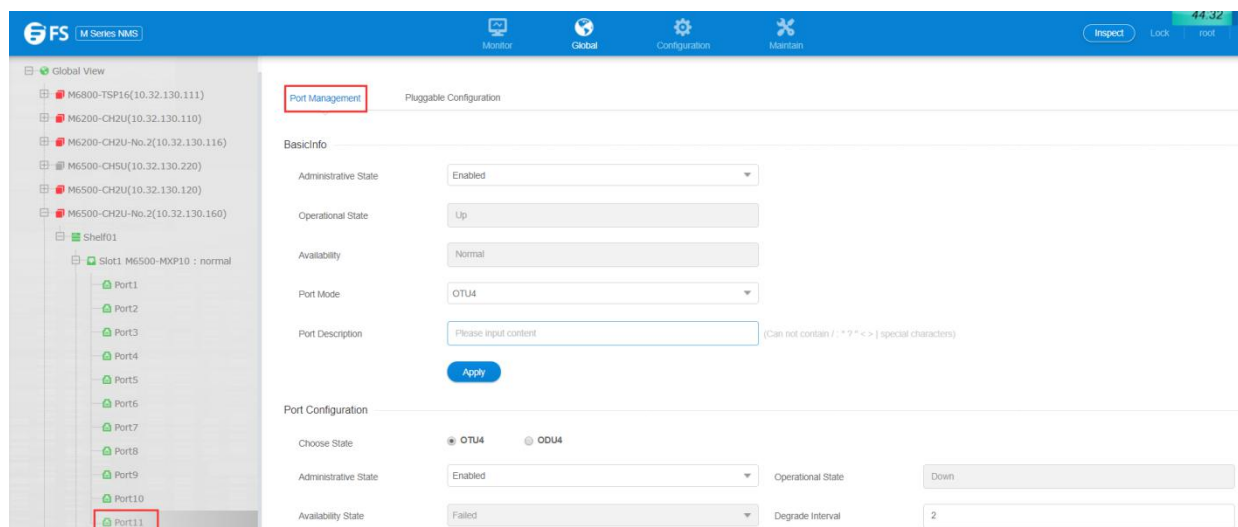 44:32
FS M Series NMS
Monitor Global Configuration Maintain Inspect Lock root
Global View
M6800-TSP16(10.32.130.111)
M6200-CH2U(10.32.130.110)
M6200-CH2U-No.2(10.32.130.116)
M6500-CH5U(10.32.130.220)
M6500-CH2U(10.32.130.120)
M6500-CH2U-No.2(10.32.130.160)
Shelf01
Slot1 M6500-MXP10 : normal
Port1
Port2
Port3
Port4
Port5
Port6
Port7
Port8
Port9
Port10
Port11
Port Management Pluggable Configuration
BasicInfo
Administrative State Enabled
Operational State Up
Availability Normal
Port Mode OTU4
Port Description Please input content (Can not contain / : * ? " < > | special characters)
Apply
Port Configuration
Choose State OTU4 ODU4
Administrative State Enabled Operational State Down
Availability State Failed Degrade Interval 2